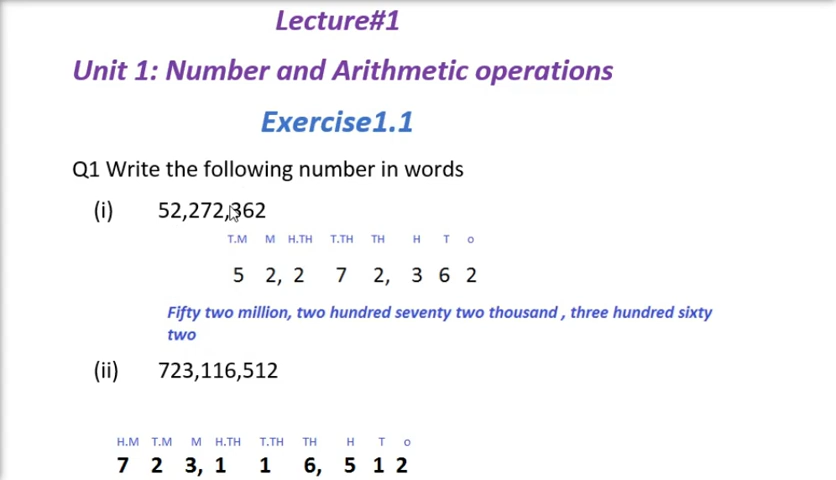 Lecture#1
Unit 1: Number and Arithmetic operations
Exercise1.1
Q1 Write the following number in words
(i) 52,272,362
T.M M H.TH T.TH TH H T O
5 2, 2 7 2, 3 6 2
Fifty two million, two hundred seventy two thousand , three hundred sixty
two
(ii) 723,116,512
H.M T.M M H.TH T.TH TH H T O
7 2 3, 1 1 6, 5 1 2